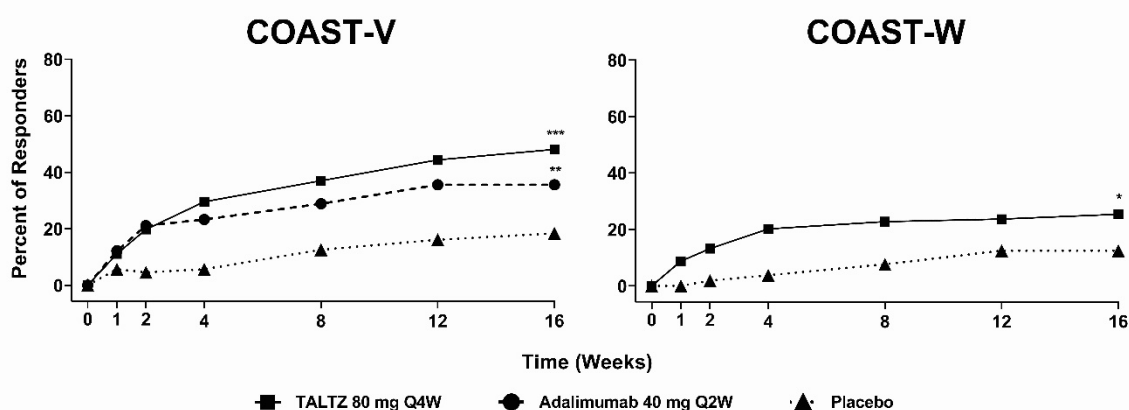 COAST-V
COAST-W
Percent of Responders
80
60
40
20
0
***
**
0 1 2 4 8 12 16
80
60
40
20
0
*
0 1 2 4 8 12 16
Time (Weeks)
TALTZ 80 mg Q4W Adalimumab 40 mg Q2W Placebo